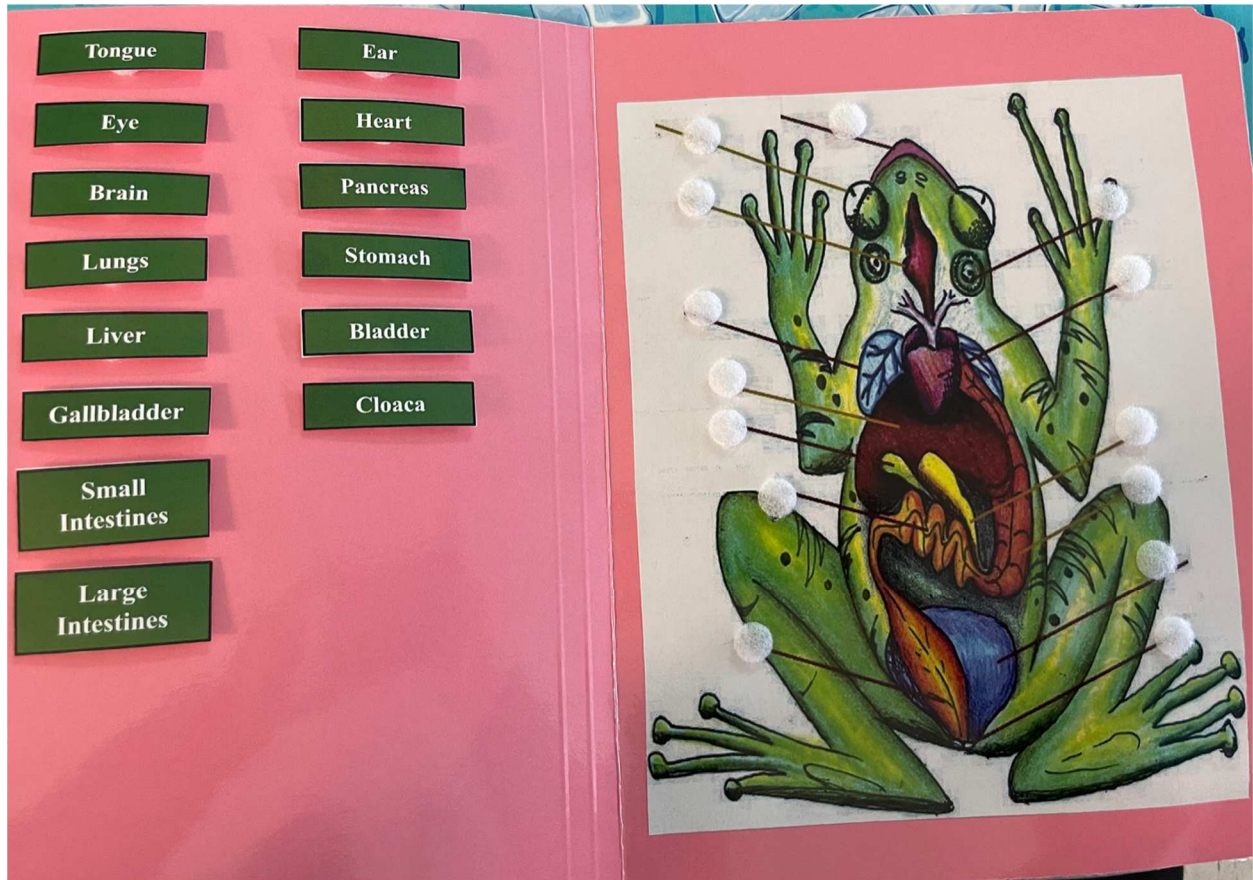 Tongue
Eye
Brain
Lungs
Liver
Gallbladder
Small
Intestines
Large
Intestines
Ear
Heart
Pancreas
Stomach
Bladder
Cloaca